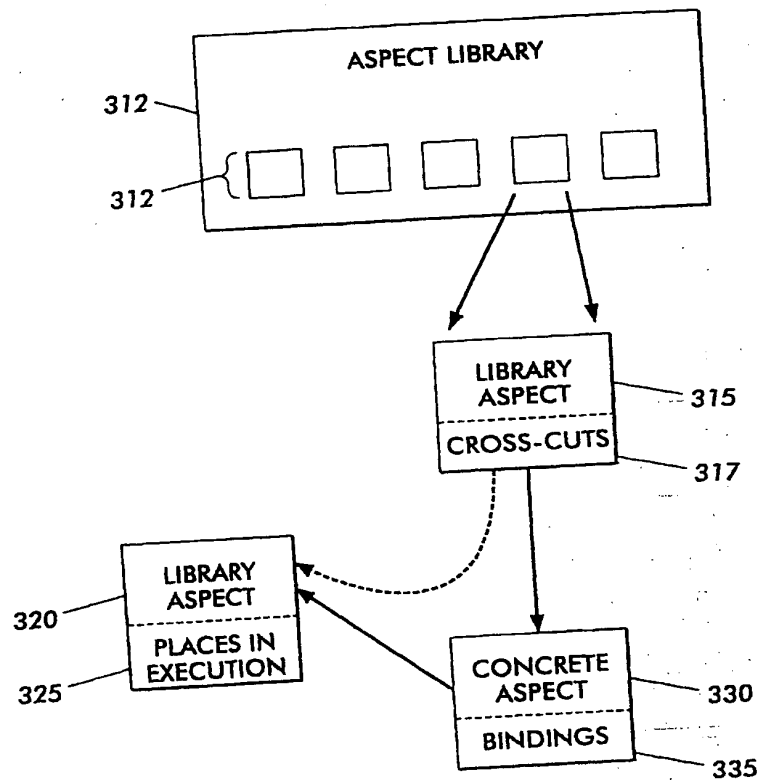 ASPECT LIBRARY
312
312
LIBRARY
ASPECT
315
CROSS-CUTS
317
LIBRARY
ASPECT
320
PLACES IN
EXECUTION
325
CONCRETE
ASPECT
330
BINDINGS
335